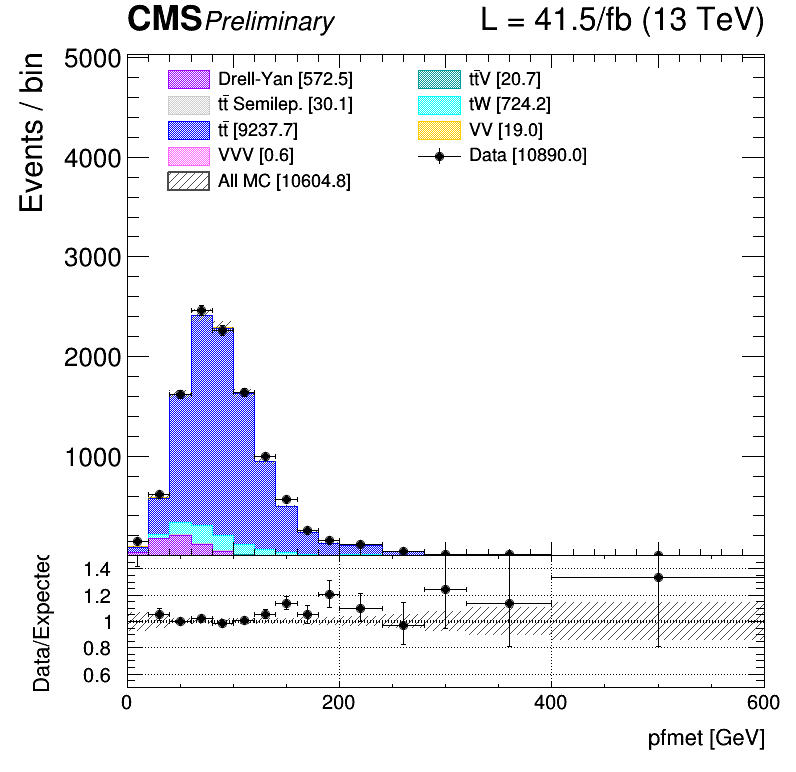 CMS Preliminary L = 41.5/fb (13 TeV)
Events / bin
5000
4000
3000
2000
1000
Drell-Yan [572.5]
tt̄ Semilep. [30.1]
tt̄ [9237.7]
VVV [0.6]
All MC [10604.8]
tt̄V [20.7]
tW [724.2]
VV [19.0]
Data [10890.0]
Data/Expected
1.4
1.2
1
0.8
0.6
0 200 400 600
pfmet [GeV]